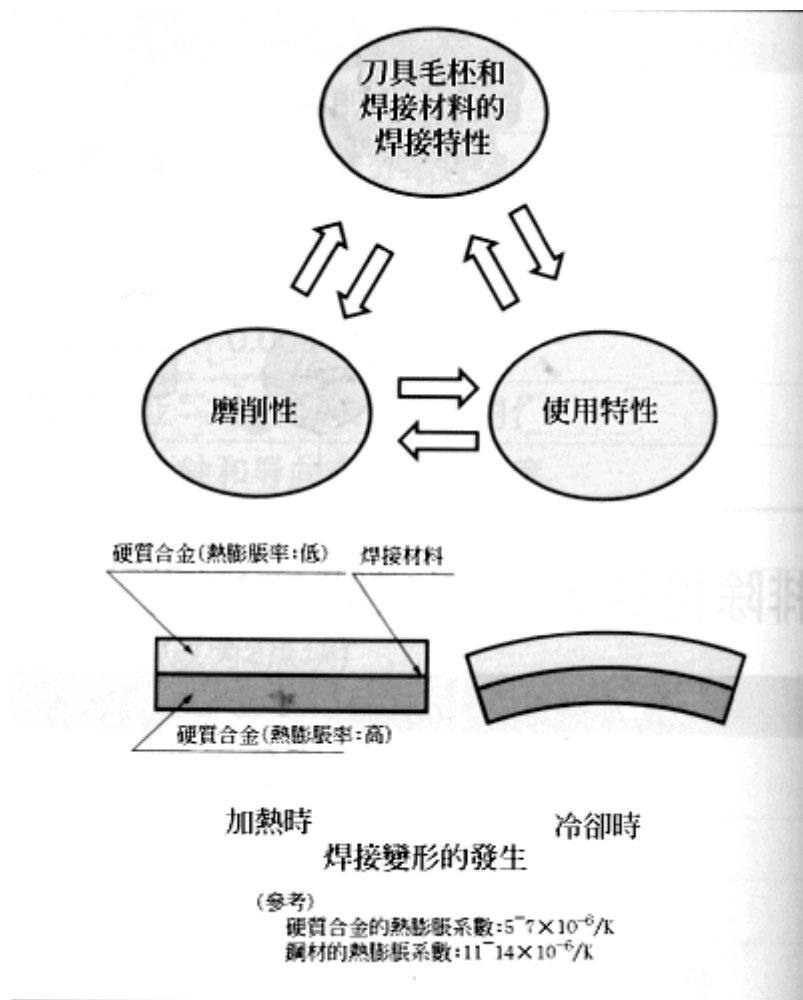 刀具毛柸和
焊接材料的
焊接特性
磨削性
使用特性
硬質合金(熱膨脹率:低)
焊接材料
硬質合金(熱膨脹率:高)
加熱時
冷卻時
焊接變形的發生
(參考)
硬質合金的熱膨脹系數:5~7×10⁻⁶/K
鋼材的熱膨脹系數:11~14×10⁻⁶/K